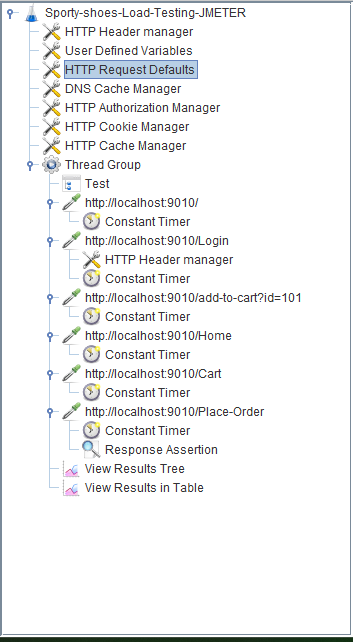 Sporty-shoes-Load-Testing-JMETER
HTTP Header manager
User Defined Variables
HTTP Request Defaults
DNS Cache Manager
HTTP Authorization Manager
HTTP Cookie Manager
HTTP Cache Manager
Thread Group
Test
http://localhost:9010/
Constant Timer
http://localhost:9010/Login
HTTP Header manager
Constant Timer
http://localhost:9010/add-to-cart?id=101
Constant Timer
http://localhost:9010/Home
Constant Timer
http://localhost:9010/Cart
Constant Timer
http://localhost:9010/Place-Order
Constant Timer
Response Assertion
View Results Tree
View Results in Table